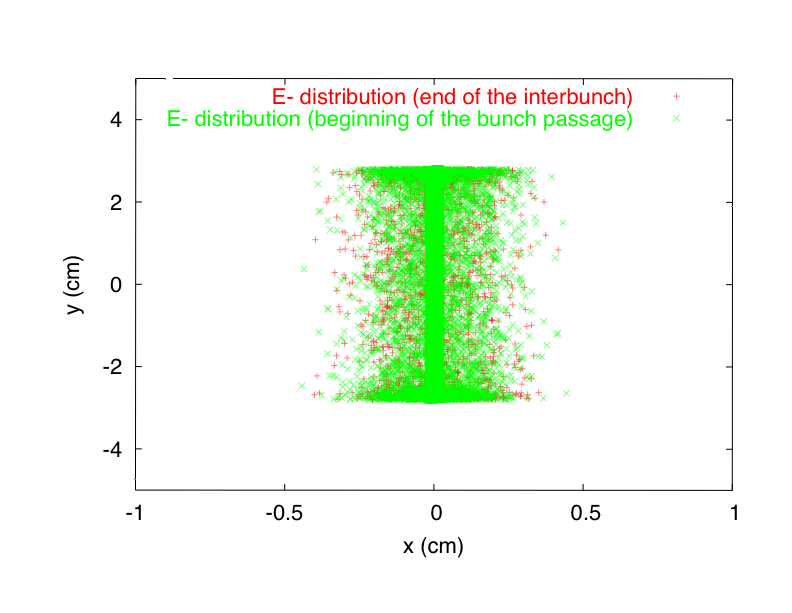 E- distribution (end of the interbunch)
E- distribution (beginning of the bunch passage)
4
2
0
-2
-4
y (cm)
-1
-0.5
0
0.5
1
x (cm)